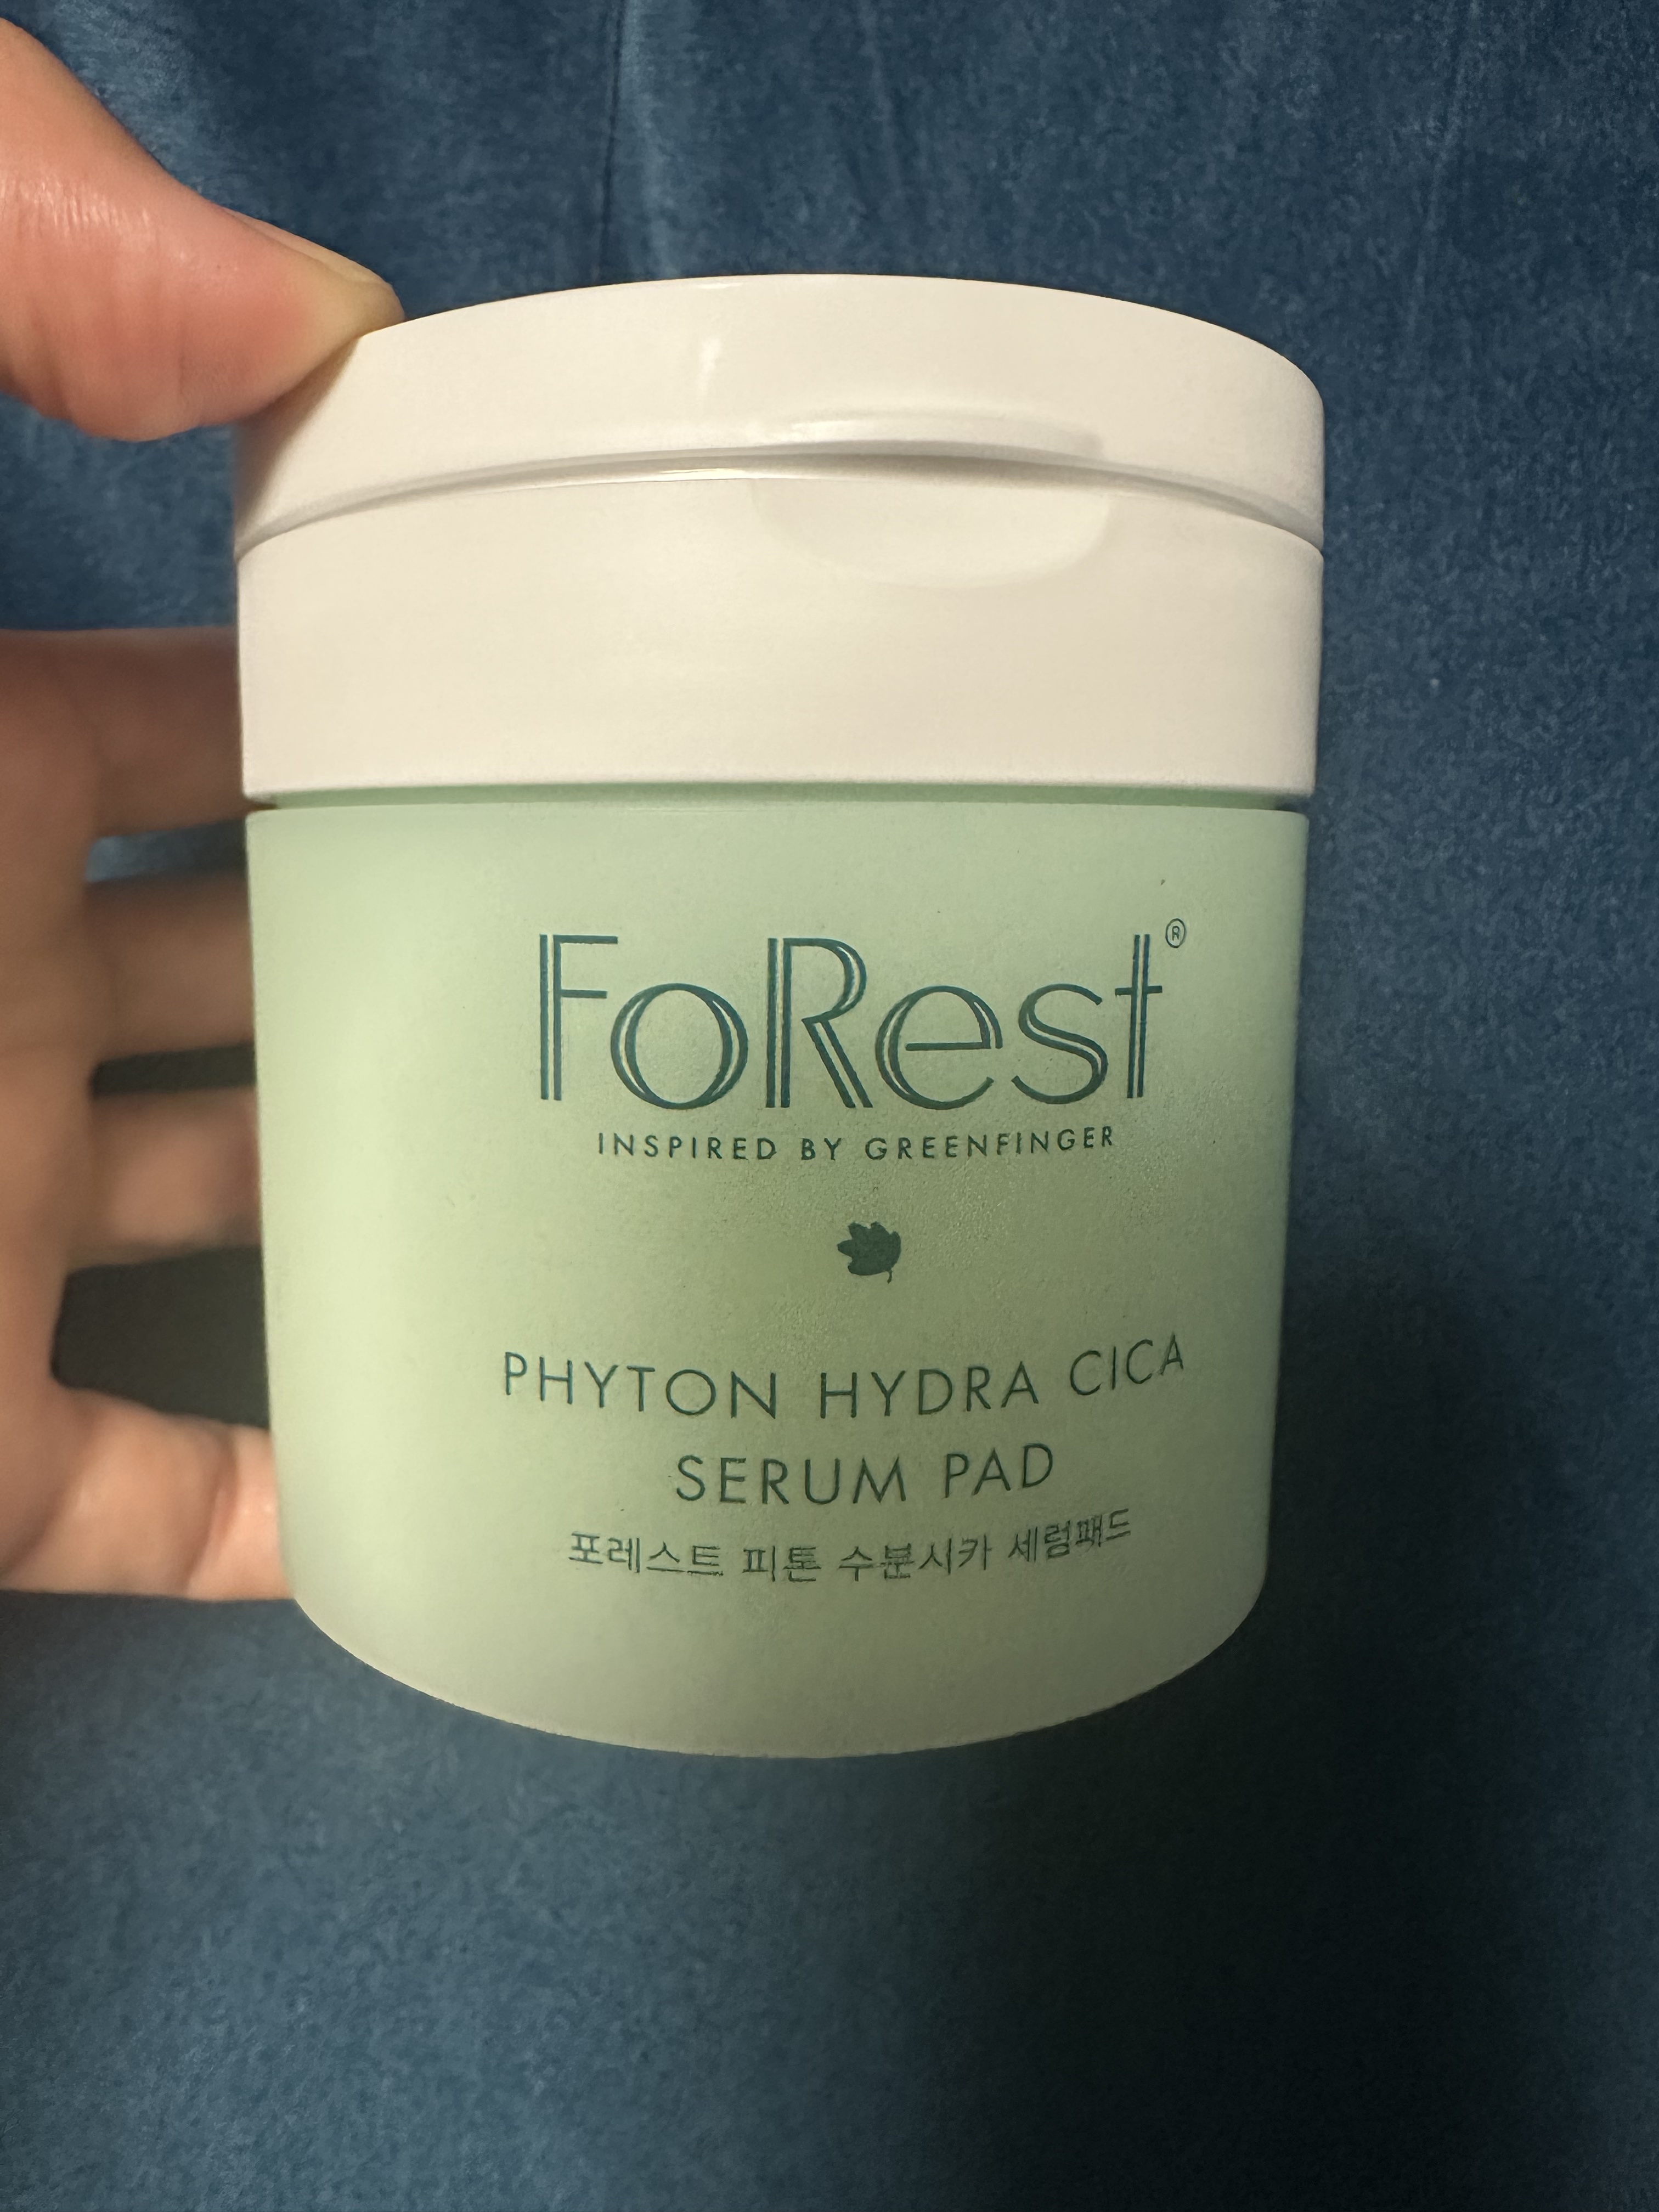 FoRest®
INSPIRED BY GREENFINGER
PHYTON HYDRA CICA
SERUM PAD
포레스트 피톤 수분시카 세럼패드